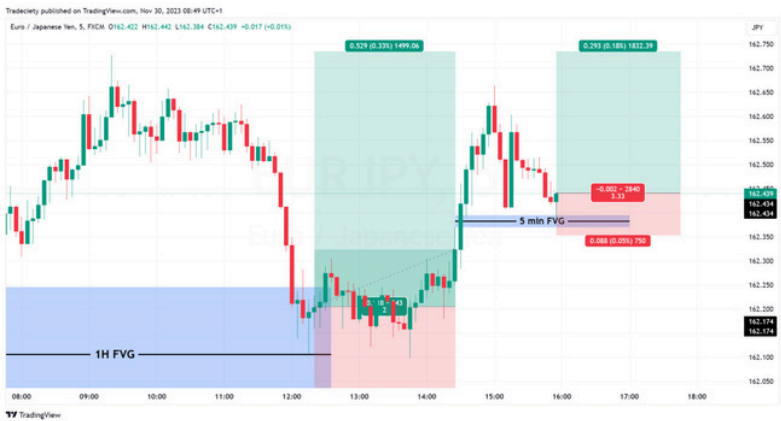 Tradeciety published on TradingView.com, Nov 30, 2023 08:49 UTC+1
Euro / Japanese Yen, 5, FXCM O162.422 H162.442 L162.384 C162.439 +0.017 (+0.01%)
JPY
0.529 (0.33%) 1499.06
0.293 (0.18%) 1832.39
162.750
162.700
162.650
162.600
162.550
162.500
-0.002 ~ 2840
3.33
162.439
162.434
162.434
5 min FVG
0.088 (0.05%) 750
162.350
162.300
162.250
2
162.200
162.174
162.174
1H FVG
162.100
162.050
08:00 09:00 10:00 11:00 12:00 13:00 14:00 15:00 16:00 17:00 18:00
TradingView